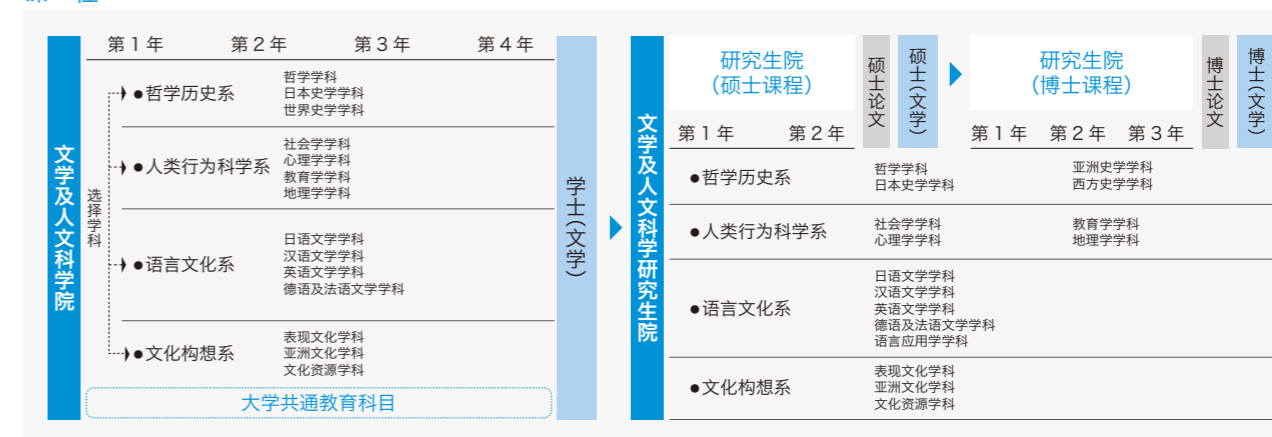 第1年 第2年 第3年 第4年
文学及人文科学院
选择学科
●哲学历史系
哲学学科
日本史学学科
世界史学学科
●人类行为科学系
社会学学科
心理学学科
教育学学科
地理学学科
●语言文化系
日语文学学科
汉语文学学科
英语文学学科
德语及法语文学学科
●文化构想系
表现文化学科
亚洲文化学科
文化资源学科
大学共通教育科目
学士(文学)
文学及人文科学研究生院
研究生院
(硕士课程)
硕士论文
硕士(文学)
研究生院
(博士课程)
博士论文
博士(文学)
第1年 第2年
第1年 第2年 第3年
●哲学历史系
哲学学科
日本史学学科
亚洲史学学科
西方史学学科
●人类行为科学系
社会学学科
心理学学科
教育学学科
地理学学科
●语言文化系
日语文学学科
汉语文学学科
英语文学学科
德语及法语文学学科
语言应用学学科
●文化构想系
表现文化学科
亚洲文化学科
文化资源学科